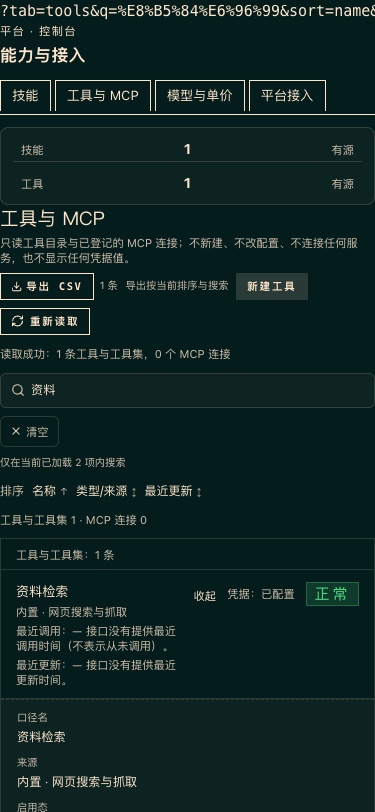 ?tab=tools&q=%E8%B5%84%E6%96%99&sort=name&
平台 · 控制台
能力与接入
技能 工具与 MCP 模型与单价 平台接入
技能 1 有源
工具 1 有源
工具与 MCP
只读工具目录与已登记的 MCP 连接；不新建、不改配置、不连接任何服
务，也不显示任何凭据值。
导出 CSV 1 条 导出按当前排序与搜索 新建工具
重新读取
读取成功：1 条工具与工具集，0 个 MCP 连接
资料
× 清空
仅在当前已加载 2 项内搜索
排序 名称 ↑ 类型/来源 ↕ 最近更新 ↕
工具与工具集 1 · MCP 连接 0
工具与工具集：1 条
资料检索 收起 凭据：已配置 正常
内置 · 网页搜索与抓取
最近调用：— 接口没有提供最近
调用时间（不表示从未调用）。
最近更新：— 接口没有提供最近
更新时间。
口径名
资料检索
来源
内置 · 网页搜索与抓取
启用态